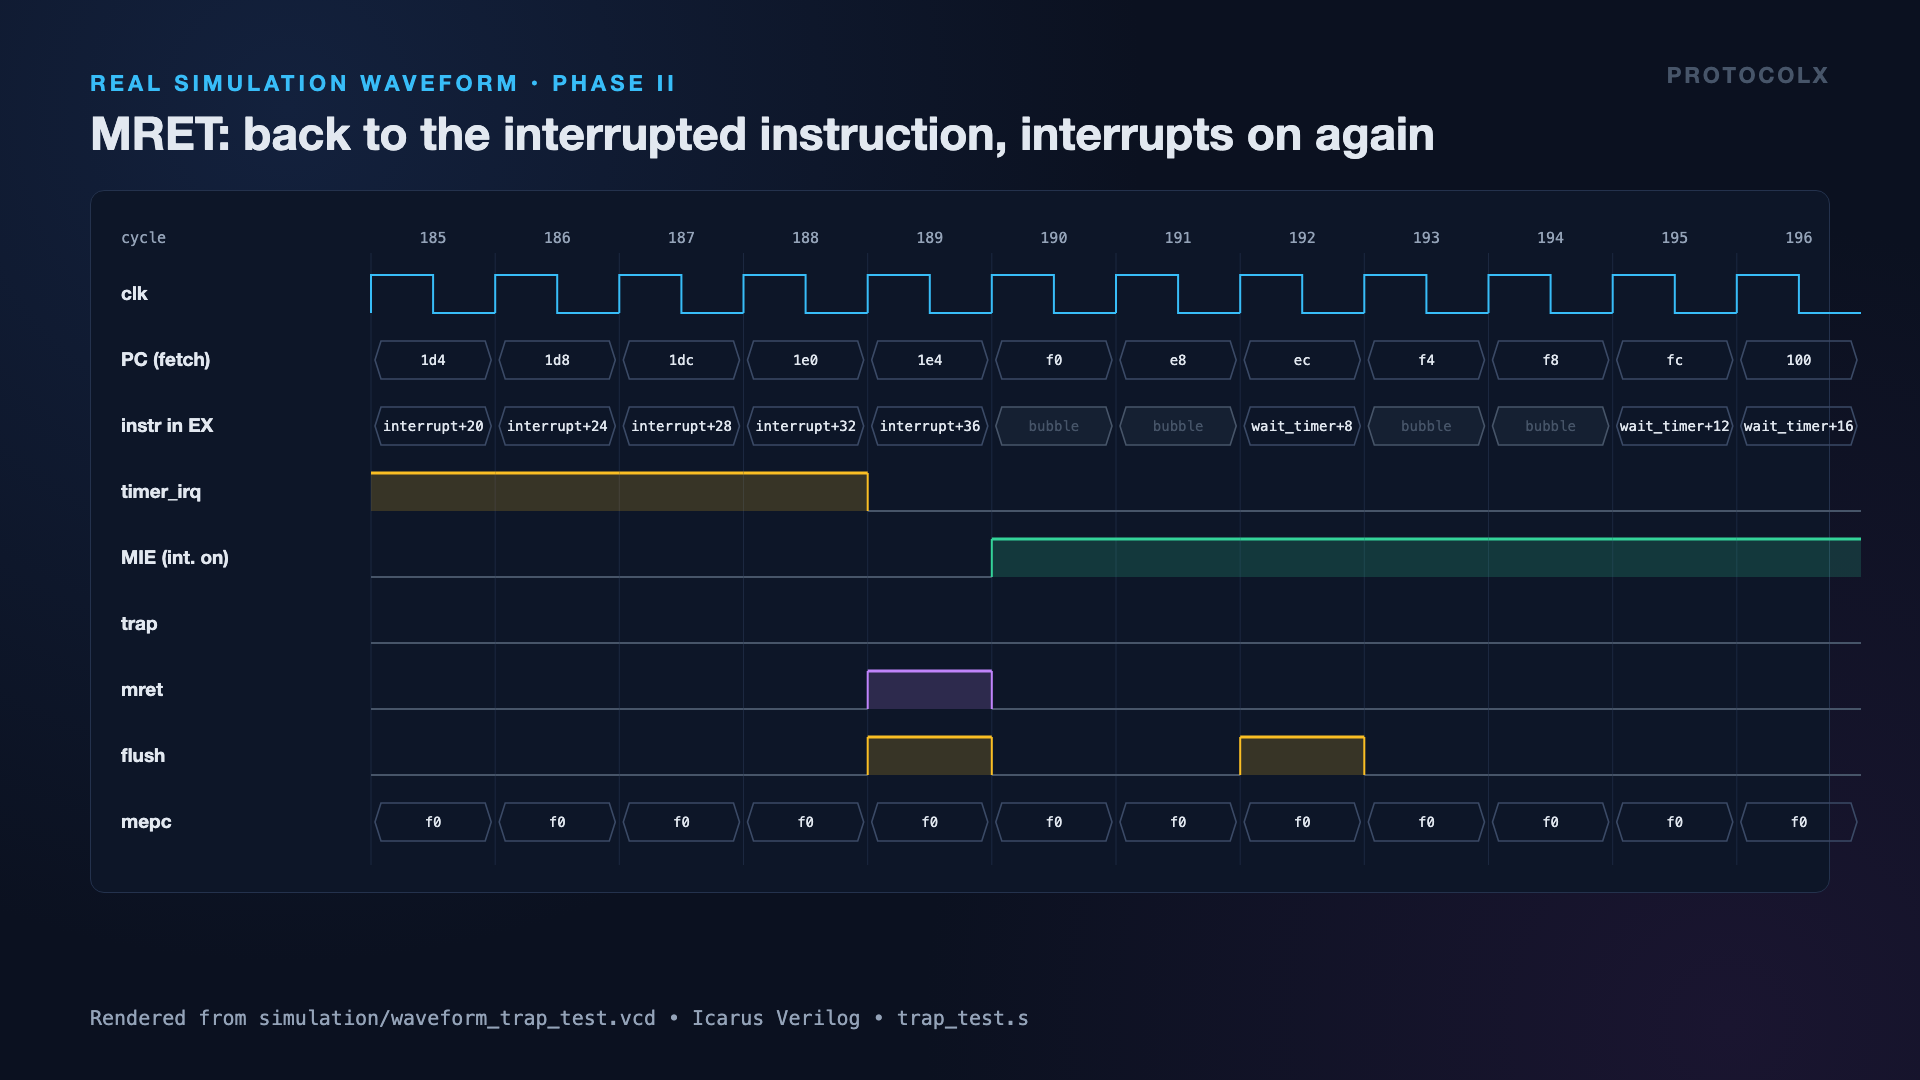 REAL SIMULATION WAVEFORM · PHASE II
PROTOCOLX
MRET: back to the interrupted instruction, interrupts on again
cycle 185 186 187 188 189 190 191 192 193 194 195 196
clk
PC (fetch) 1d4 1d8 1dc 1e0 1e4 f0 e8 ec f4 f8 fc 100
instr in EX interrupt+20 interrupt+24 interrupt+28 interrupt+32 interrupt+36 bubble bubble wait_timer+8 bubble bubble wait_timer+12 wait_timer+16
timer_irq
MIE (int. on)
trap
mret
flush
mepc f0 f0 f0 f0 f0 f0 f0 f0 f0 f0 f0 f0
Rendered from simulation/waveform_trap_test.vcd • Icarus Verilog • trap_test.s